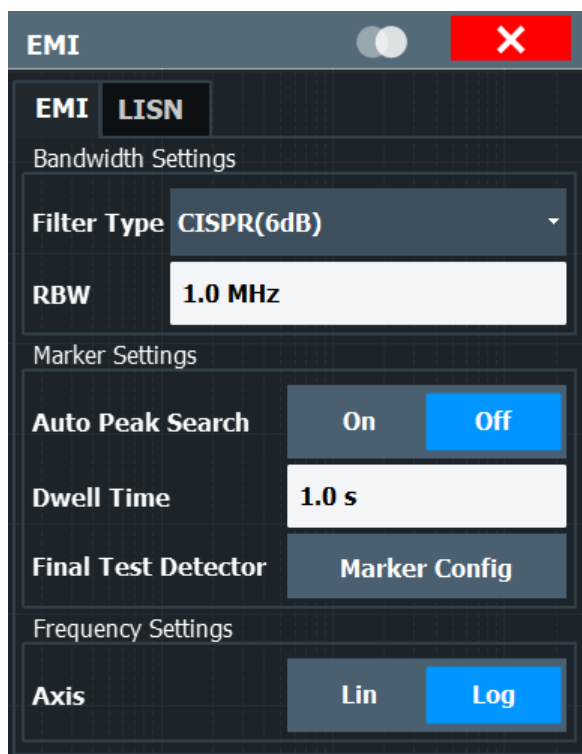 EMI
EMI LISN
Bandwidth Settings
Filter Type CISPR(6dB)
RBW 1.0 MHz
Marker Settings
Auto Peak Search On Off
Dwell Time 1.0 s
Final Test Detector Marker Config
Frequency Settings
Axis Lin Log